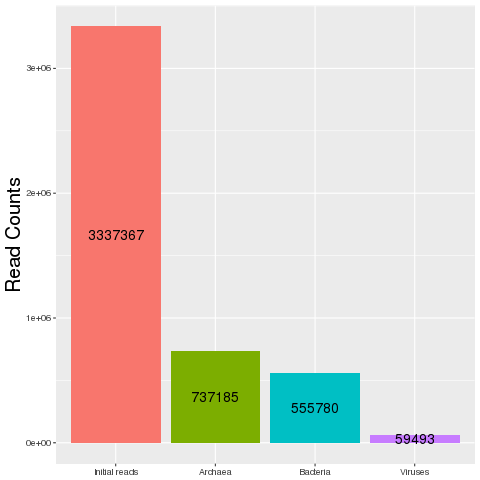 Read Counts
3e+06
2e+06
1e+06
0e+00
3337367
737185
555780
59493
Initial reads
Archaea
Bacteria
Viruses